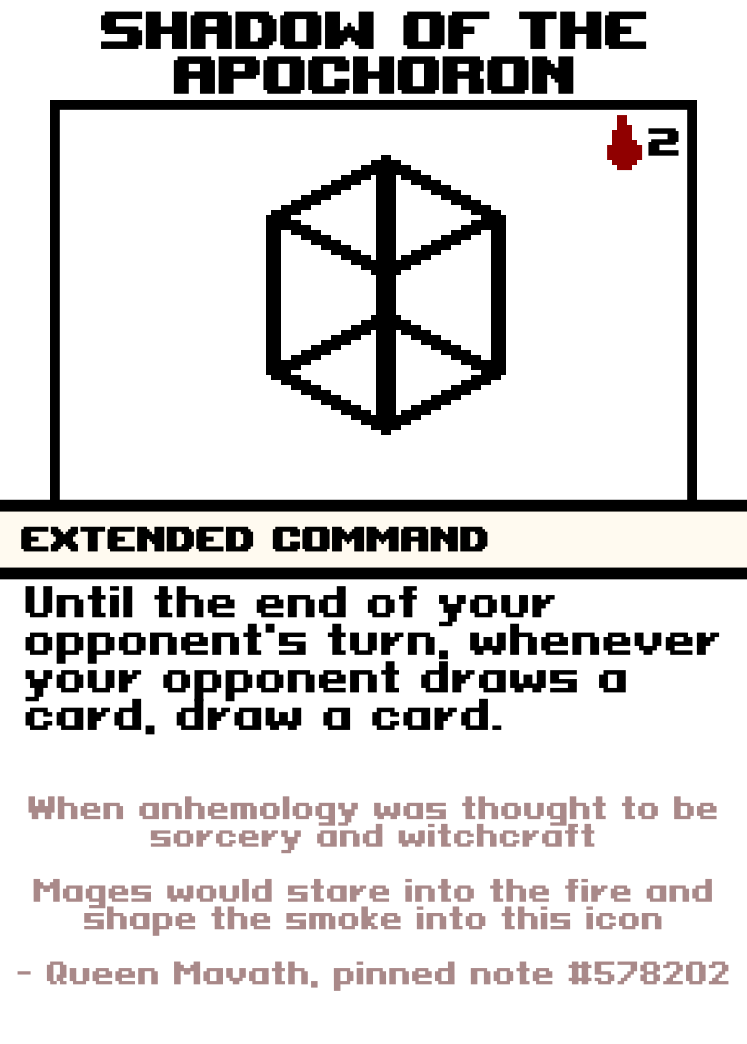 SHADOW OF THE
APOCHORON
2
EXTENDED COMMAND
Until the end of your
opponent's turn, whenever
your opponent draws a
card, draw a card.
When anhemology was thought to be
sorcery and witchcraft
Mages would stare into the fire and
shape the smoke into this icon
- Queen Mavath, pinned note #578202